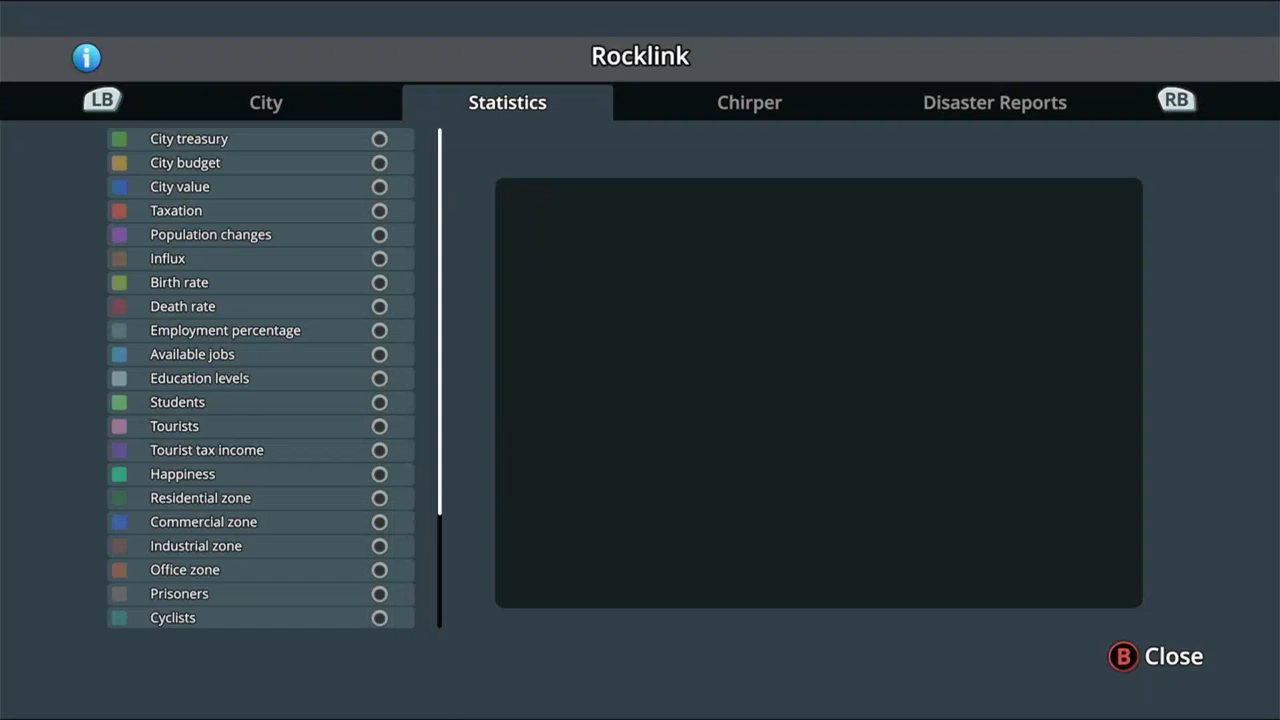 Rocklink
LB
City
Statistics
Chirper
Disaster Reports
RB
City treasury
City budget
City value
Taxation
Population changes
Influx
Birth rate
Death rate
Employment percentage
Available jobs
Education levels
Students
Tourists
Tourist tax income
Happiness
Residential zone
Commercial zone
Industrial zone
Office zone
Prisoners
Cyclists
B Close